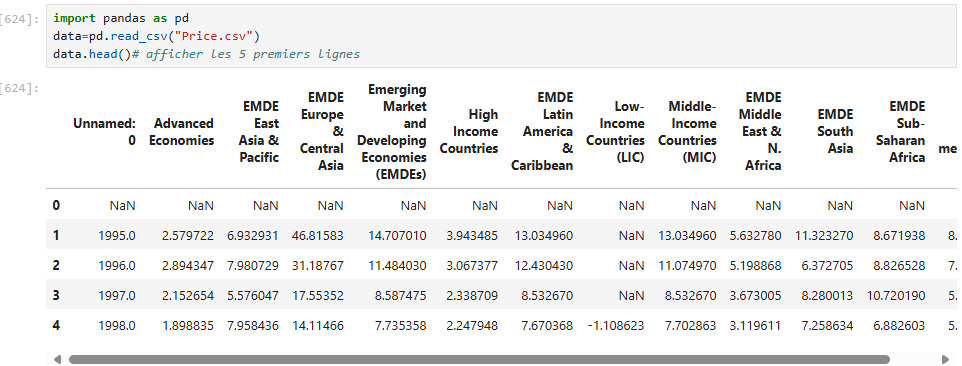 [624]: import pandas as pd
data=pd.read_csv("Price.csv")
data.head()# afficher les 5 premiers lignes
[624]:
Unnamed: 0 Advanced Economies EMDE East Asia & Pacific EMDE Europe & Central Asia Emerging Market and Developing Economies (EMDEs) High Income Countries EMDE Latin America & Caribbean Low-Income Countries (LIC) Middle-Income Countries (MIC) EMDE Middle East & N. Africa EMDE South Asia EMDE Sub-Saharan Africa me
0 NaN NaN NaN NaN NaN NaN NaN NaN NaN NaN NaN NaN
1 1995.0 2.579722 6.932931 46.81583 14.707010 3.943485 13.034960 NaN 13.034960 5.632780 11.323270 8.671938 8.
2 1996.0 2.894347 7.980729 31.18767 11.484030 3.067377 12.430430 NaN 11.074970 5.198868 6.372705 8.826528 7.
3 1997.0 2.152654 5.576047 17.55352 8.587475 2.338709 8.532670 NaN 8.532670 3.673005 8.280013 10.720190 5.
4 1998.0 1.898835 7.958436 14.11466 7.735358 2.247948 7.670368 -1.108623 7.702863 3.119611 7.258634 6.882603 5.